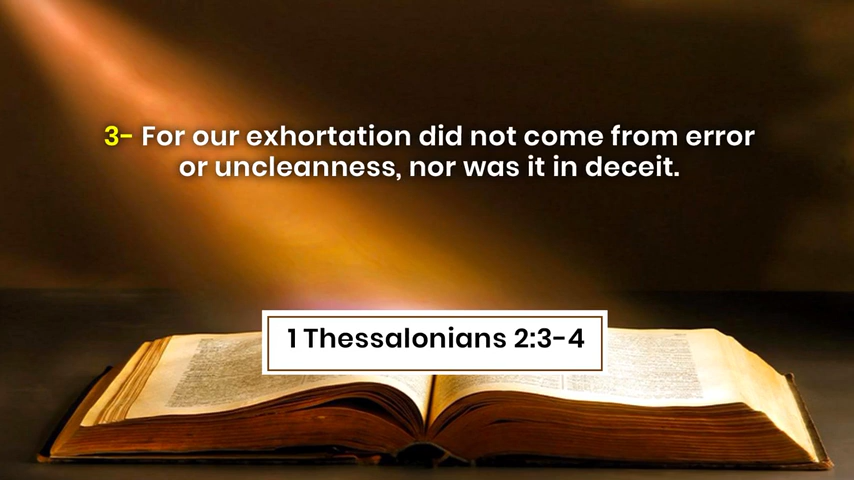 3- For our exhortation did not come from error
or uncleanness, nor was it in deceit.
1 Thessalonians 2:3-4